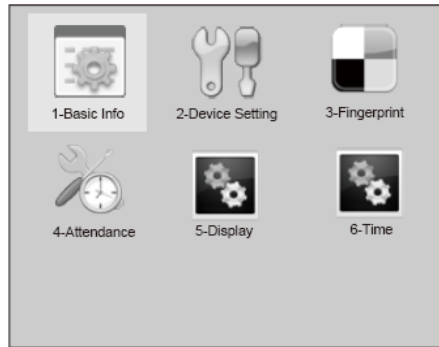 1-Basic Info 2-Device Setting 3-Fingerprint
4-Attendance 5-Display 6-Time